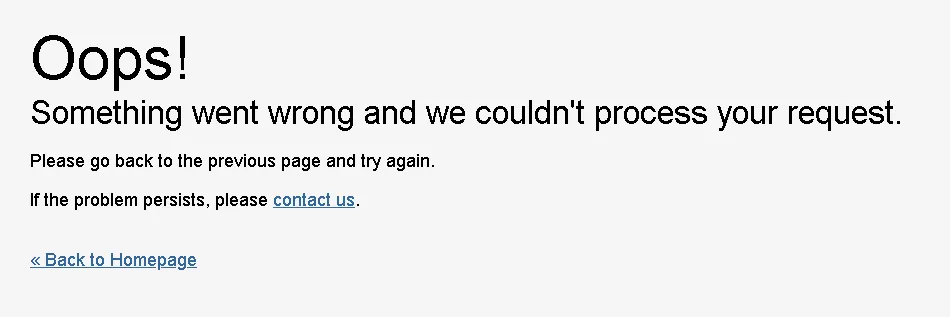 Oops!
Something went wrong and we couldn't process your request.
Please go back to the previous page and try again.
If the problem persists, please contact us.
« Back to Homepage